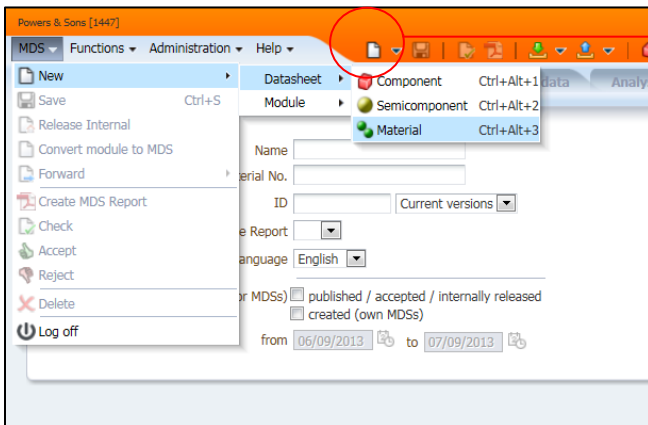 Powers & Sons [1447]
MDS Functions Administration Help
New Datasheet Component Ctrl+Alt+1 data Analy
Save Ctrl+S Module Semicomponent Ctrl+Alt+2
Release Internal Material Ctrl+Alt+3
Convert module to MDS Name
Forward erial No.
ID Current versions
Create MDS Report
Check e Report
Accept anguage English
Reject
or MDSs) published / accepted / internally released
Delete created (own MDSs)
Log off from 06/09/2013 to 07/09/2013